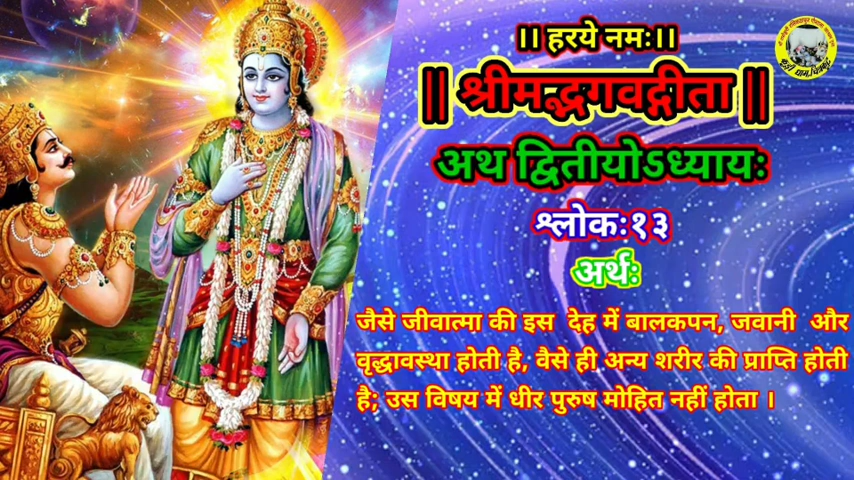 ।। हरये नमः।।
|| श्रीमद्भगवद्गीता ||
अथ द्वितीयोऽध्यायः
श्लोकः१३
अर्थः
जैसे जीवात्मा की इस देह में बालकपन, जवानी और
वृद्धावस्था होती है, वैसे ही अन्य शरीर की प्राप्ति होती
है; उस विषय में धीर पुरुष मोहित नहीं होता ।